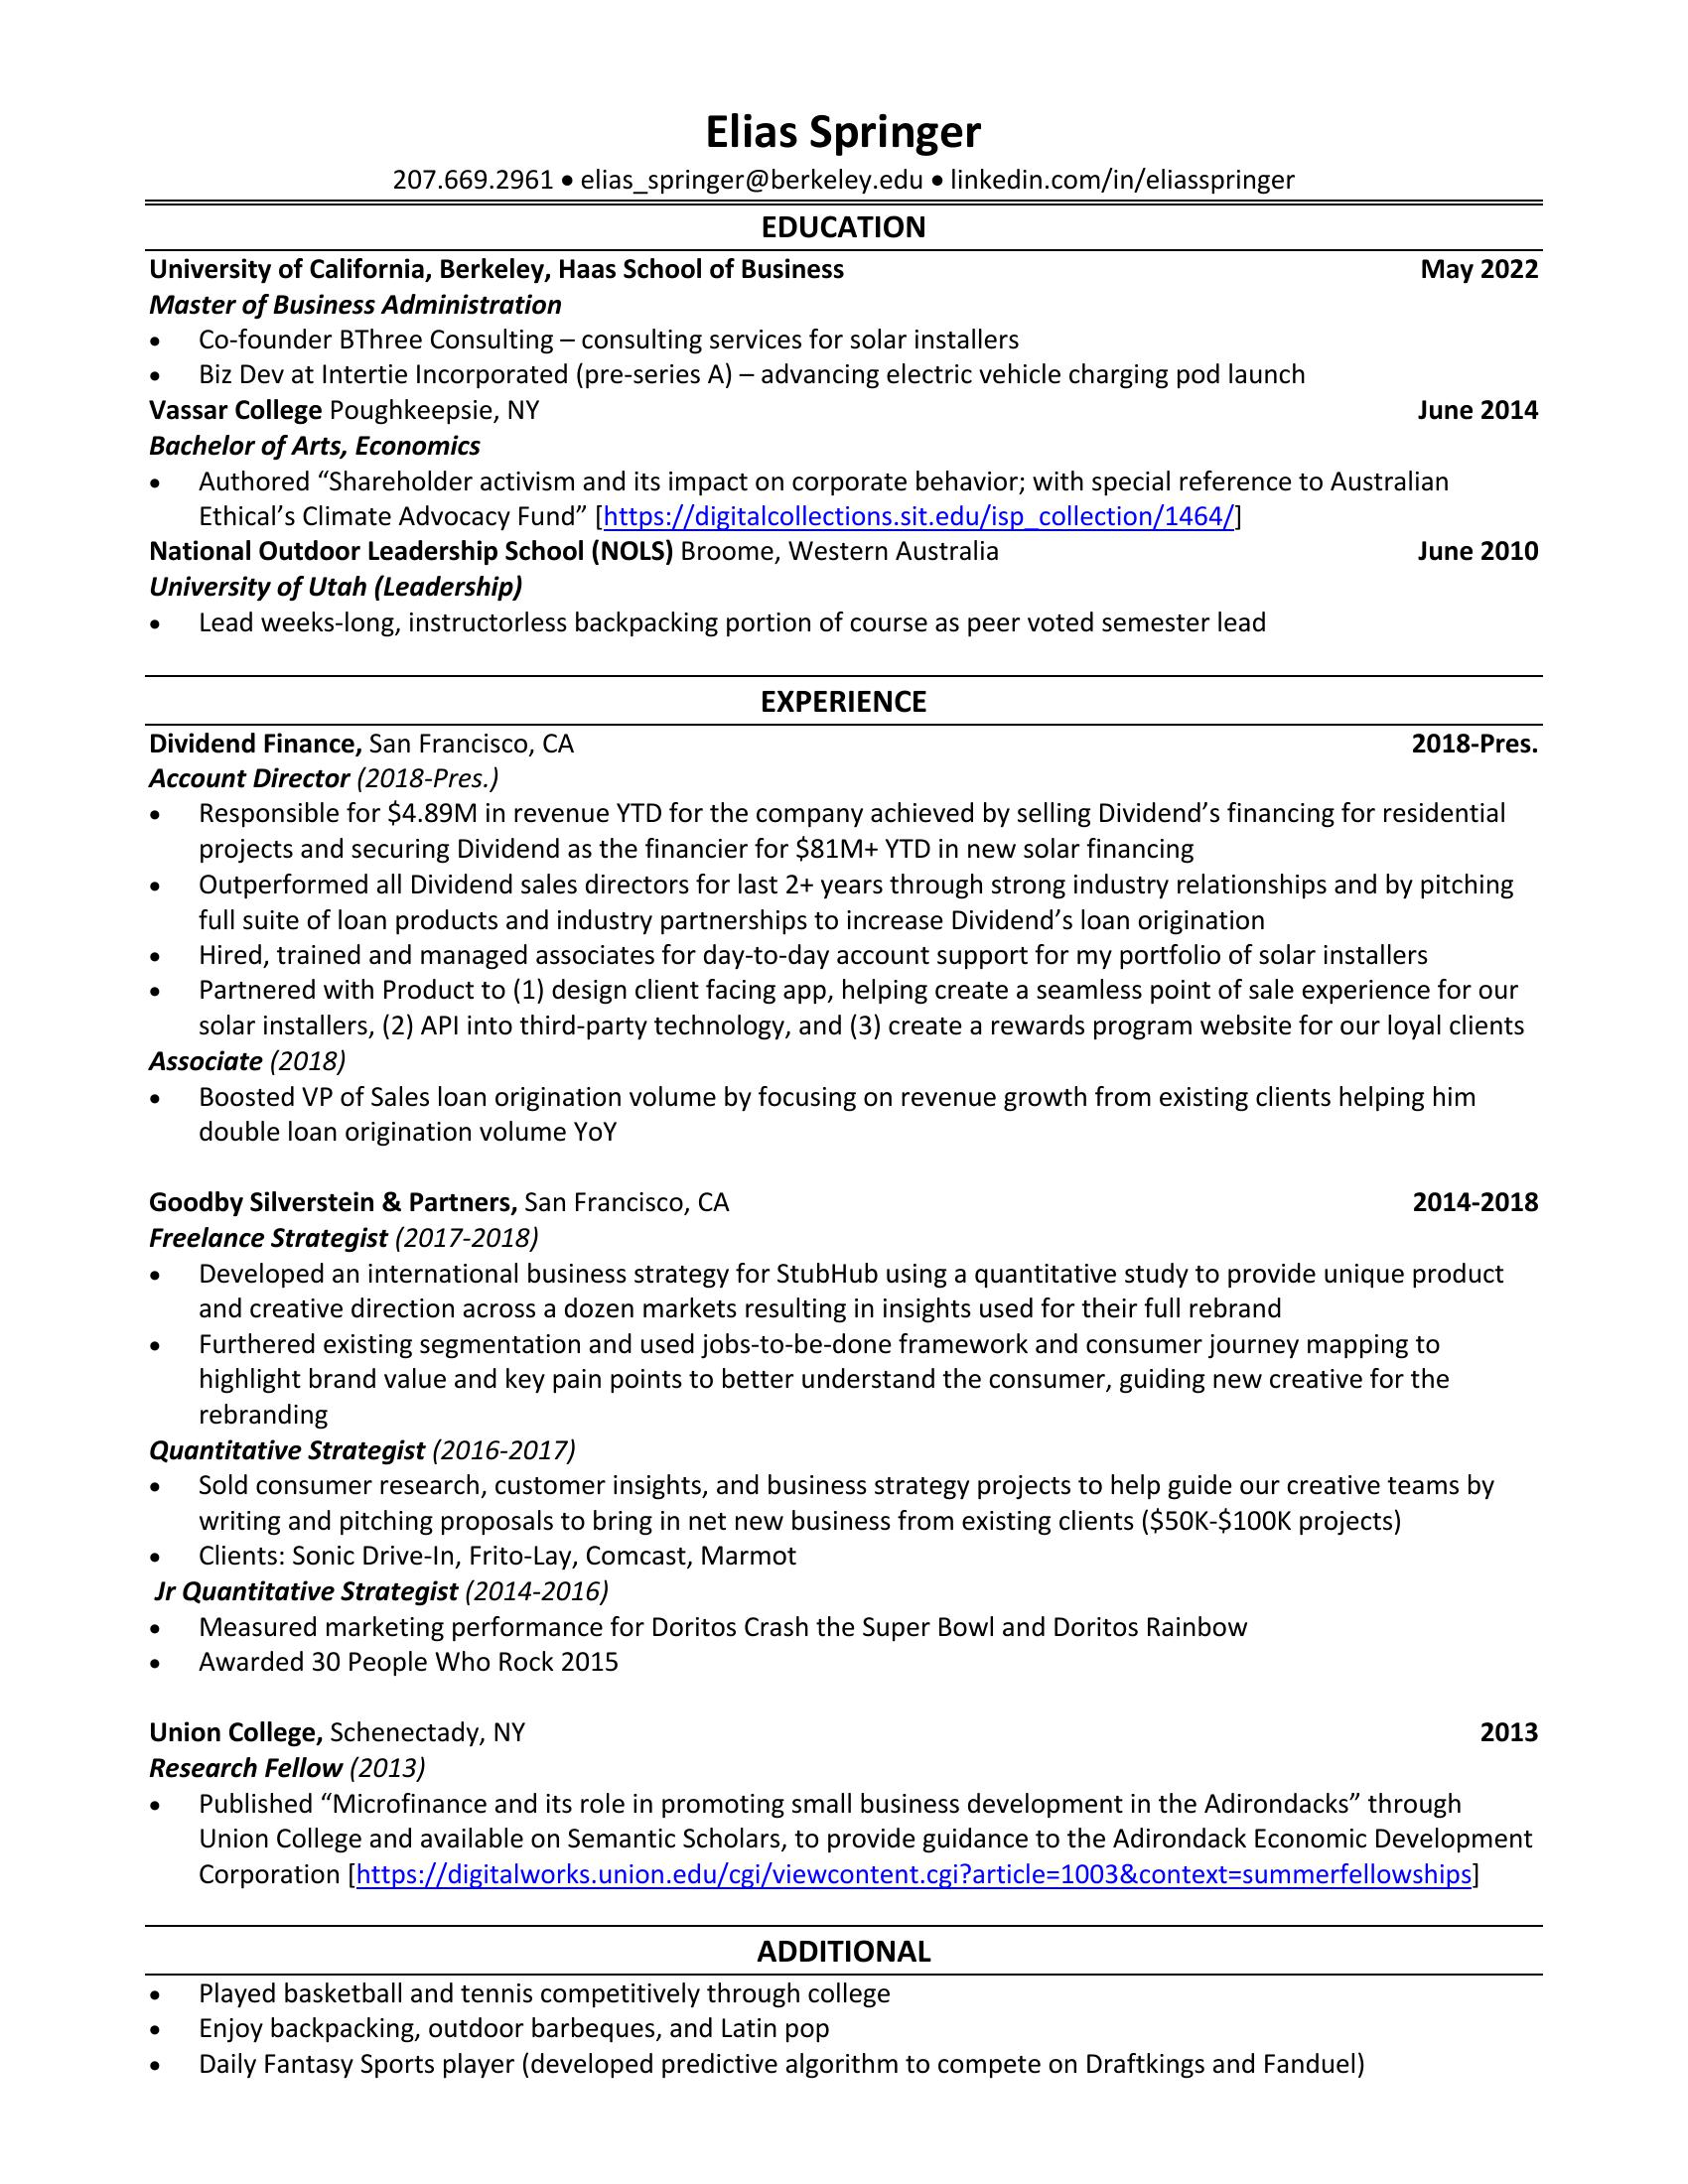 Elias Springer
207.669.2961 • elias_springer@berkeley.edu • linkedin.com/in/eliasspringer
EDUCATION
University of California, Berkeley, Haas School of Business May 2022
Master of Business Administration
• Co-founder BThree Consulting – consulting services for solar installers
• Biz Dev at Intertie Incorporated (pre-series A) – advancing electric vehicle charging pod launch
Vassar College Poughkeepsie, NY June 2014
Bachelor of Arts, Economics
• Authored “Shareholder activism and its impact on corporate behavior; with special reference to Australian
Ethical’s Climate Advocacy Fund” [https://digitalcollections.sit.edu/isp_collection/1464/]
National Outdoor Leadership School (NOLS) Broome, Western Australia June 2010
University of Utah (Leadership)
• Lead weeks-long, instructorless backpacking portion of course as peer voted semester lead
EXPERIENCE
Dividend Finance, San Francisco, CA 2018-Pres.
Account Director (2018-Pres.)
• Responsible for $4.89M in revenue YTD for the company achieved by selling Dividend’s financing for residential
projects and securing Dividend as the financier for $81M+ YTD in new solar financing
• Outperformed all Dividend sales directors for last 2+ years through strong industry relationships and by pitching
full suite of loan products and industry partnerships to increase Dividend’s loan origination
• Hired, trained and managed associates for day-to-day account support for my portfolio of solar installers
• Partnered with Product to (1) design client facing app, helping create a seamless point of sale experience for our
solar installers, (2) API into third-party technology, and (3) create a rewards program website for our loyal clients
Associate (2018)
• Boosted VP of Sales loan origination volume by focusing on revenue growth from existing clients helping him
double loan origination volume YoY
Goodby Silverstein & Partners, San Francisco, CA 2014-2018
Freelance Strategist (2017-2018)
• Developed an international business strategy for StubHub using a quantitative study to provide unique product
and creative direction across a dozen markets resulting in insights used for their full rebrand
• Furthered existing segmentation and used jobs-to-be-done framework and consumer journey mapping to
highlight brand value and key pain points to better understand the consumer, guiding new creative for the
rebranding
Quantitative Strategist (2016-2017)
• Sold consumer research, customer insights, and business strategy projects to help guide our creative teams by
writing and pitching proposals to bring in net new business from existing clients ($50K-$100K projects)
• Clients: Sonic Drive-In, Frito-Lay, Comcast, Marmot
Jr Quantitative Strategist (2014-2016)
• Measured marketing performance for Doritos Crash the Super Bowl and Doritos Rainbow
• Awarded 30 People Who Rock 2015
Union College, Schenectady, NY 2013
Research Fellow (2013)
• Published “Microfinance and its role in promoting small business development in the Adirondacks” through
Union College and available on Semantic Scholars, to provide guidance to the Adirondack Economic Development
Corporation [https://digitalworks.union.edu/cgi/viewcontent.cgi?article=1003&context=summerfellowships]
ADDITIONAL
• Played basketball and tennis competitively through college
• Enjoy backpacking, outdoor barbeques, and Latin pop
• Daily Fantasy Sports player (developed predictive algorithm to compete on Draftkings and Fanduel)